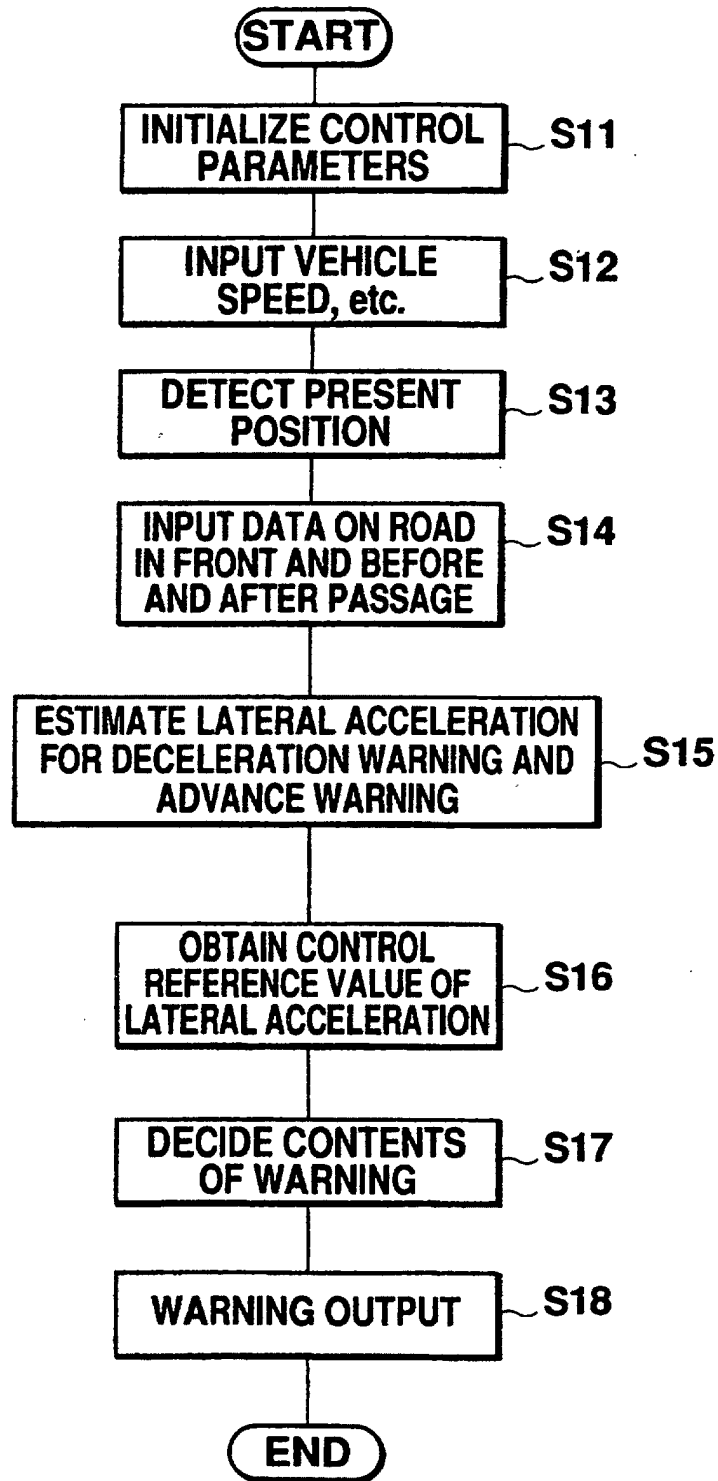 START
INITIALIZE CONTROL
PARAMETERS
S11
INPUT VEHICLE
SPEED, etc.
S12
DETECT PRESENT
POSITION
S13
INPUT DATA ON ROAD
IN FRONT AND BEFORE
AND AFTER PASSAGE
S14
ESTIMATE LATERAL ACCELERATION
FOR DECELERATION WARNING AND
ADVANCE WARNING
S15
OBTAIN CONTROL
REFERENCE VALUE OF
LATERAL ACCELERATION
S16
DECIDE CONTENTS
OF WARNING
S17
WARNING OUTPUT
S18
END